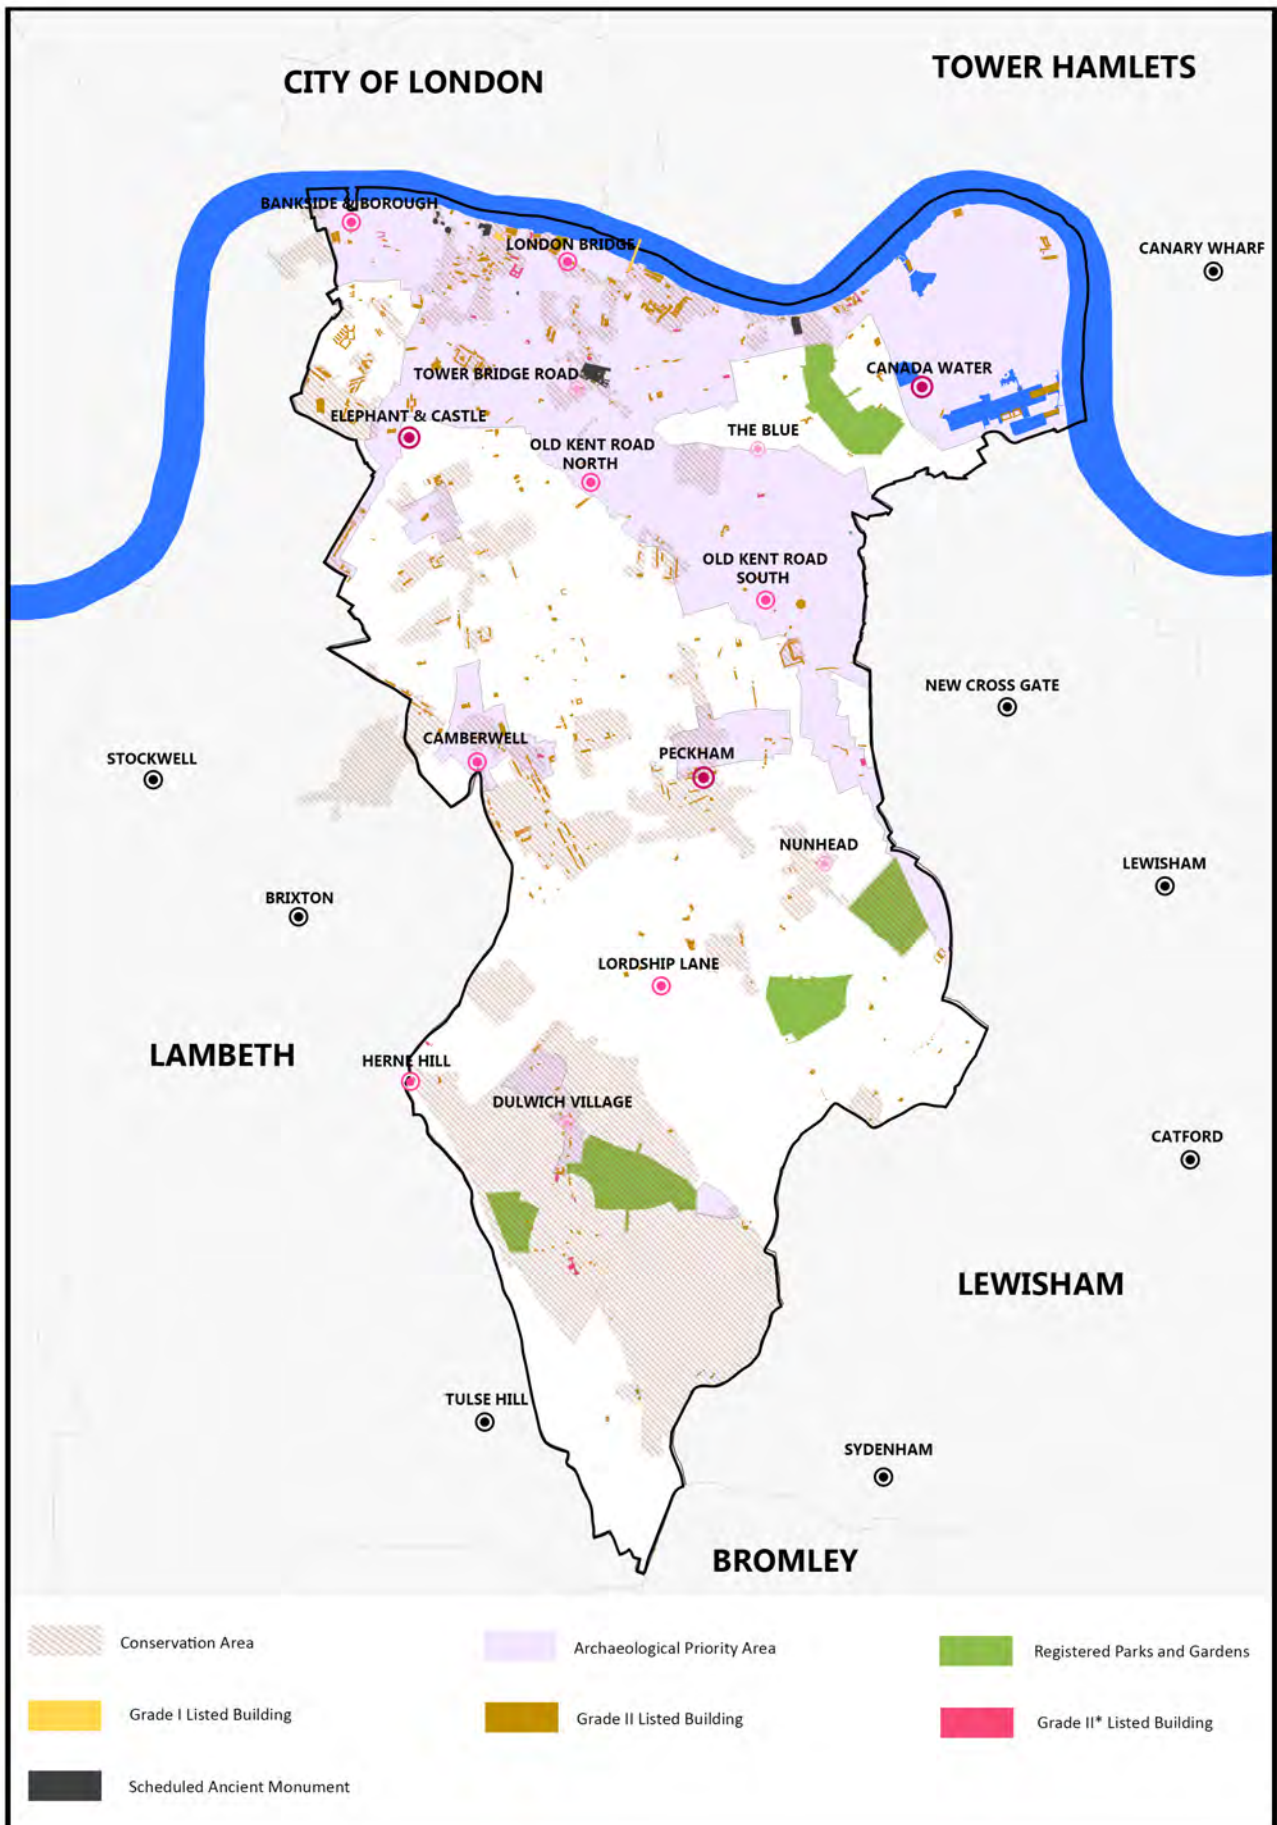 CITY OF LONDON
TOWER HAMLETS
BANKSIDE & BOROUGH
LONDON BRIDGE
CANARY WHARF
TOWER BRIDGE ROAD
CANADA WATER
ELEPHANT & CASTLE
THE BLUE
OLD KENT ROAD
NORTH
OLD KENT ROAD
SOUTH
NEW CROSS GATE
CAMBERWELL
PECKHAM
STOCKWELL
NUNHEAD
LEWISHAM
BRIXTON
LORDSHIP LANE
LAMBETH
HERNE HILL
DULWICH VILLAGE
CATFORD
LEWISHAM
TULSE HILL
SYDENHAM
BROMLEY
Conservation Area
Archaeological Priority Area
Registered Parks and Gardens
Grade I Listed Building
Grade II Listed Building
Grade II* Listed Building
Scheduled Ancient Monument